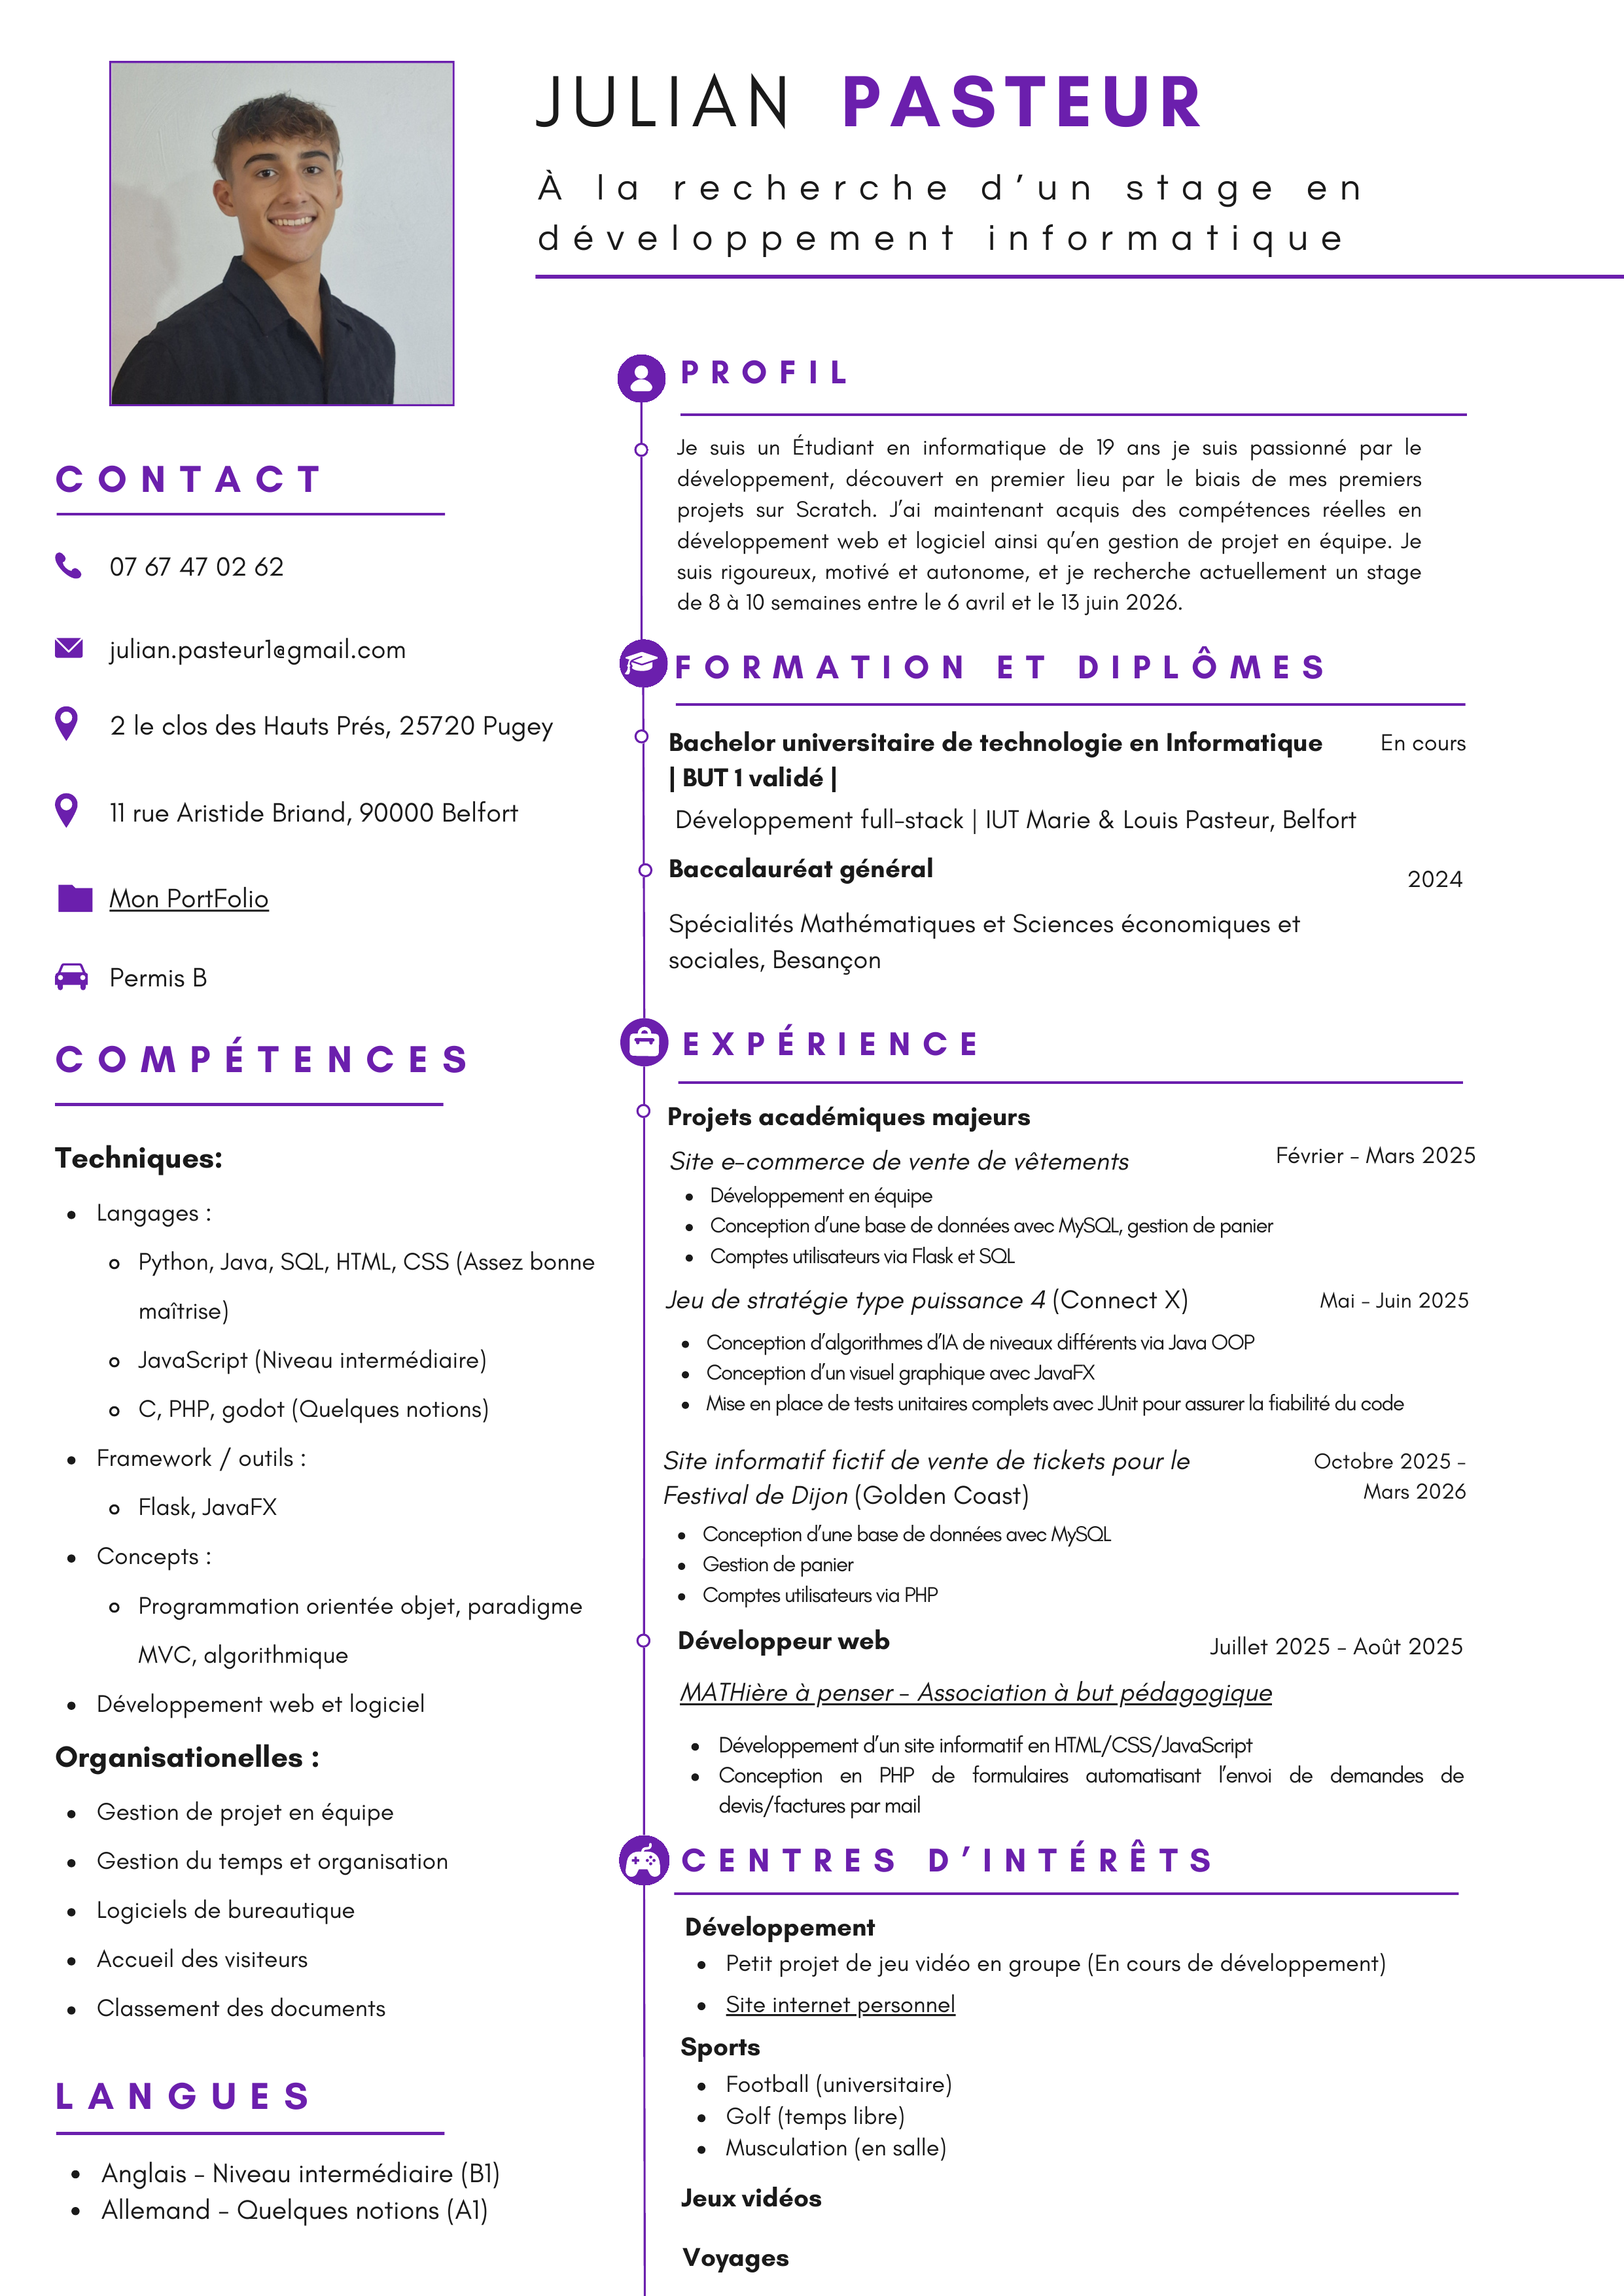 JULIAN PASTEUR
À la recherche d’un stage en
développement informatique
CONTACT
07 67 47 02 62
julian.pasteur1@gmail.com
2 le clos des Hauts Prés, 25720 Pugey
11 rue Aristide Briand, 90000 Belfort
Mon PortFolio
Permis B
COMPÉTENCES
Techniques:
• Langages :
Python, Java, SQL, HTML, CSS (Assez bonne
maîtrise)
JavaScript (Niveau intermédiaire)
C, PHP, godot (Quelques notions)
• Framework / outils :
Flask, JavaFX
• Concepts :
Programmation orientée objet, paradigme
MVC, algorithmique
• Développement web et logiciel
Organisationelles :
• Gestion de projet en équipe
• Gestion du temps et organisation
• Logiciels de bureautique
• Accueil des visiteurs
• Classement des documents
LANGUES
• Anglais - Niveau intermédiaire (B1)
• Allemand - Quelques notions (A1)
PROFIL
Je suis un Étudiant en informatique de 19 ans je suis passionné par le
développement, découvert en premier lieu par le biais de mes premiers
projets sur Scratch. J’ai maintenant acquis des compétences réelles en
développement web et logiciel ainsi qu’en gestion de projet en équipe. Je
suis rigoureux, motivé et autonome, et je recherche actuellement un stage
de 8 à 10 semaines entre le 6 avril et le 13 juin 2026.
FORMATION ET DIPLÔMES
Bachelor universitaire de technologie en Informatique En cours
| BUT 1 validé |
Développement full-stack | IUT Marie & Louis Pasteur, Belfort
Baccalauréat général 2024
Spécialités Mathématiques et Sciences économiques et
sociales, Besançon
EXPÉRIENCE
Projets académiques majeurs
Site e-commerce de vente de vêtements Février - Mars 2025
• Développement en équipe
• Conception d’une base de données avec MySQL, gestion de panier
• Comptes utilisateurs via Flask et SQL
Jeu de stratégie type puissance 4 (Connect X) Mai - Juin 2025
• Conception d’algorithmes d’IA de niveaux différents via Java OOP
• Conception d’un visuel graphique avec JavaFX
• Mise en place de tests unitaires complets avec JUnit pour assurer la fiabilité du code
Site informatif fictif de vente de tickets pour le Octobre 2025 -
Festival de Dijon (Golden Coast) Mars 2026
• Conception d’une base de données avec MySQL
• Gestion de panier
• Comptes utilisateurs via PHP
Développeur web Juillet 2025 - Août 2025
MATHière à penser - Association à but pédagogique
• Développement d’un site informatif en HTML/CSS/JavaScript
• Conception en PHP de formulaires automatisant l’envoi de demandes de
devis/factures par mail
CENTRES D’INTÉRÊTS
Développement
• Petit projet de jeu vidéo en groupe (En cours de développement)
• Site internet personnel
Sports
• Football (universitaire)
• Golf (temps libre)
• Musculation (en salle)
Jeux vidéos
Voyages